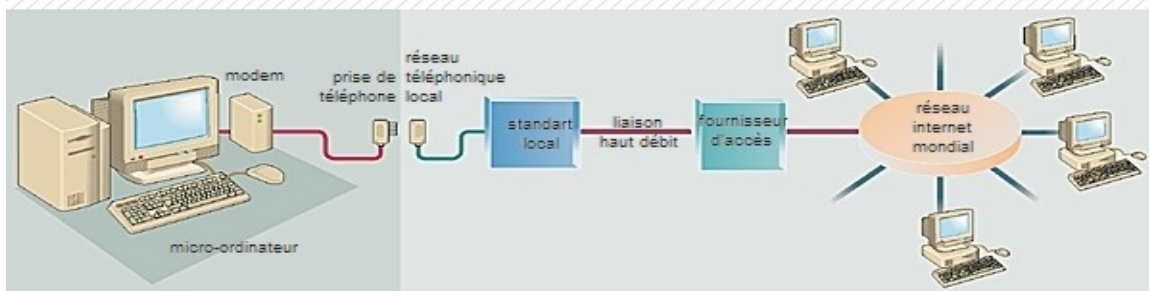 modem
prise de
téléphone
réseau
téléphonique
local
standart
local
liaison
haut débit
fournisseur
d'accès
réseau
internet
mondial
micro-ordinateur